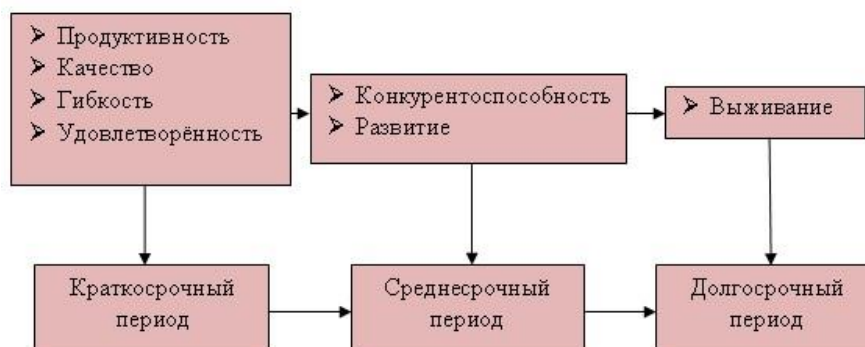 ➢ Продуктивность
➢ Качество
➢ Гибкость
➢ Удовлетворённость
➢ Конкурентоспособность
➢ Развитие
➢ Выживание
Краткосрочный
период
Среднесрочный
период
Долгосрочный
период